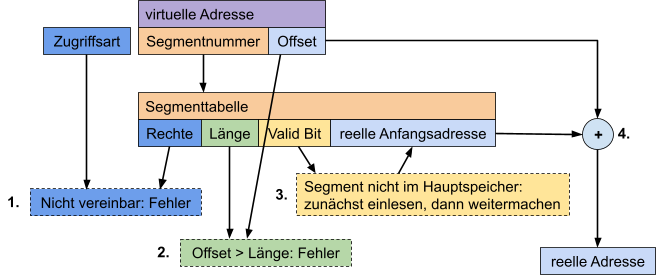 virtuelle Adresse
Zugriffsart
Segmentnummer
Offset
Segmenttabelle
Rechte
Länge
Valid Bit
reelle Anfangsadresse
+
4.
1.
Nicht vereinbar: Fehler
3.
Segment nicht im Hauptspeicher:
zunächst einlesen, dann weitermachen
2.
Offset > Länge: Fehler
reelle Adresse